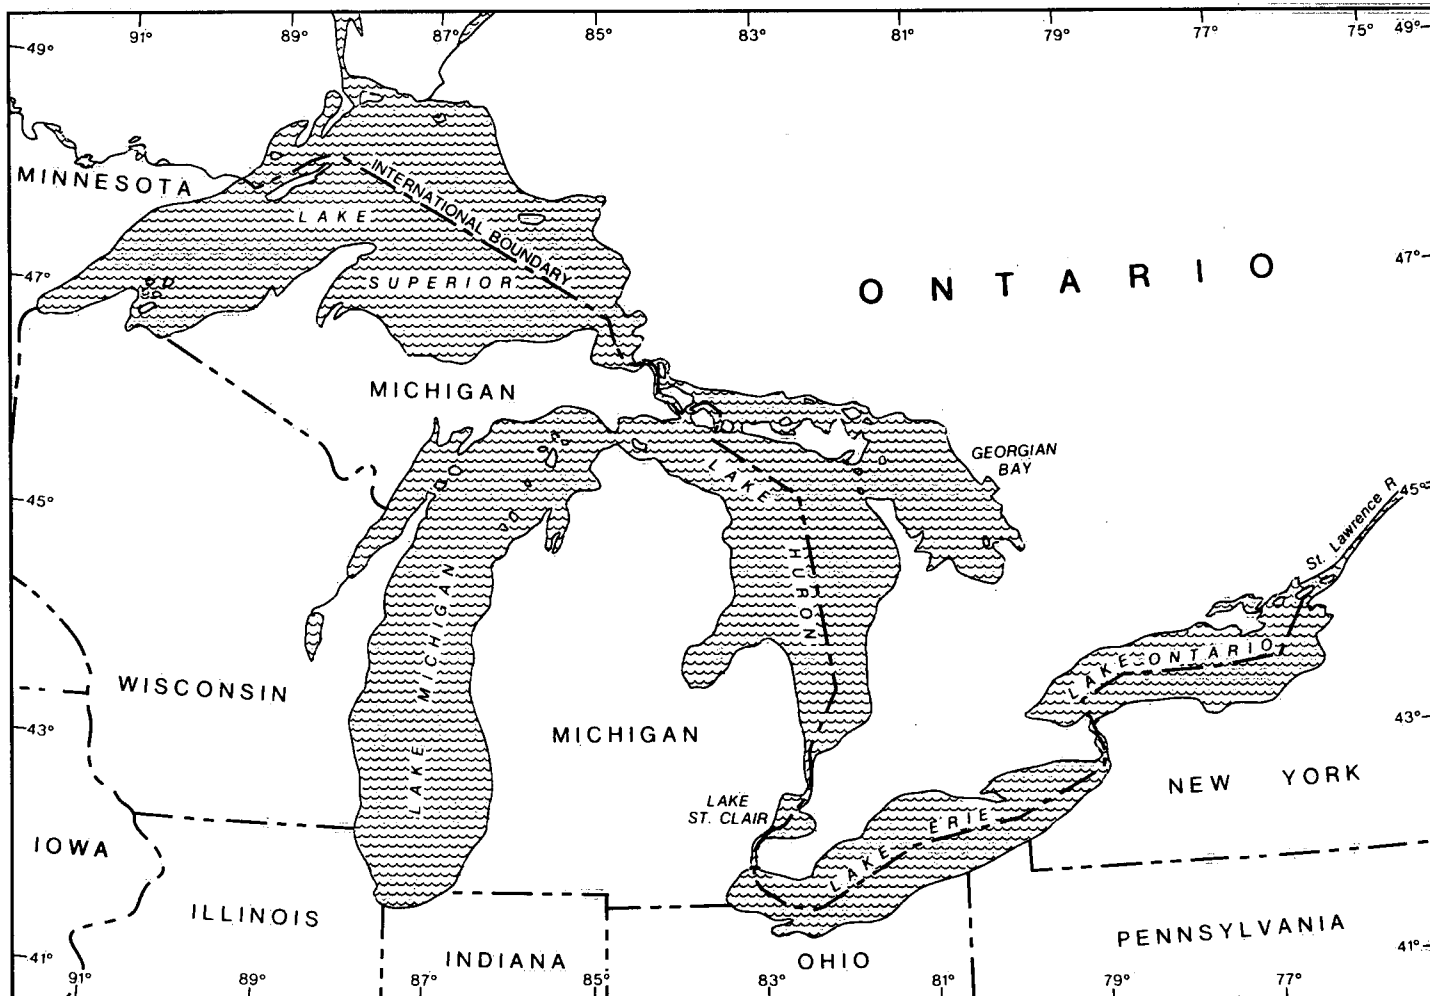 91° 89° 87° 85° 83° 81° 79° 77° 75° 49°
49°
MINNESOTA
INTERNATIONAL BOUNDARY
LAKE
SUPERIOR
47°
47°
ONTARIO
MICHIGAN
GEORGIAN
BAY
LAKE
HURON
45°
45°
St. Lawrence R.
LAKE MICHIGAN
LAKE ONTARIO
WISCONSIN
43°
43°
MICHIGAN
NEW YORK
LAKE
ST. CLAIR
LAKE ERIE
IOWA
ILLINOIS
INDIANA
OHIO
PENNSYLVANIA
41°
41°
91° 89° 87° 83° 81° 79° 77°